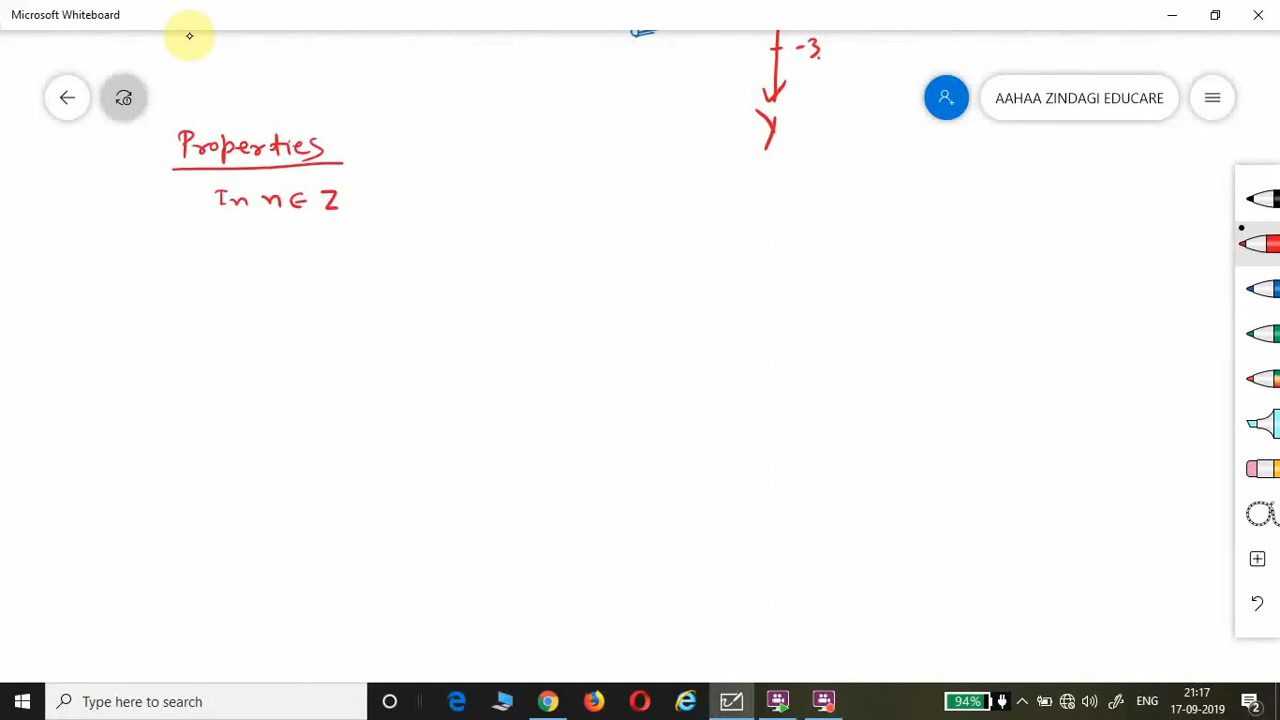 Microsoft Whiteboard
-3
AAHAA ZINDAGI EDUCARE
y
Properties
In n ∈ Z
Type here to search
94%
ENG
21:17
17-09-2019
2